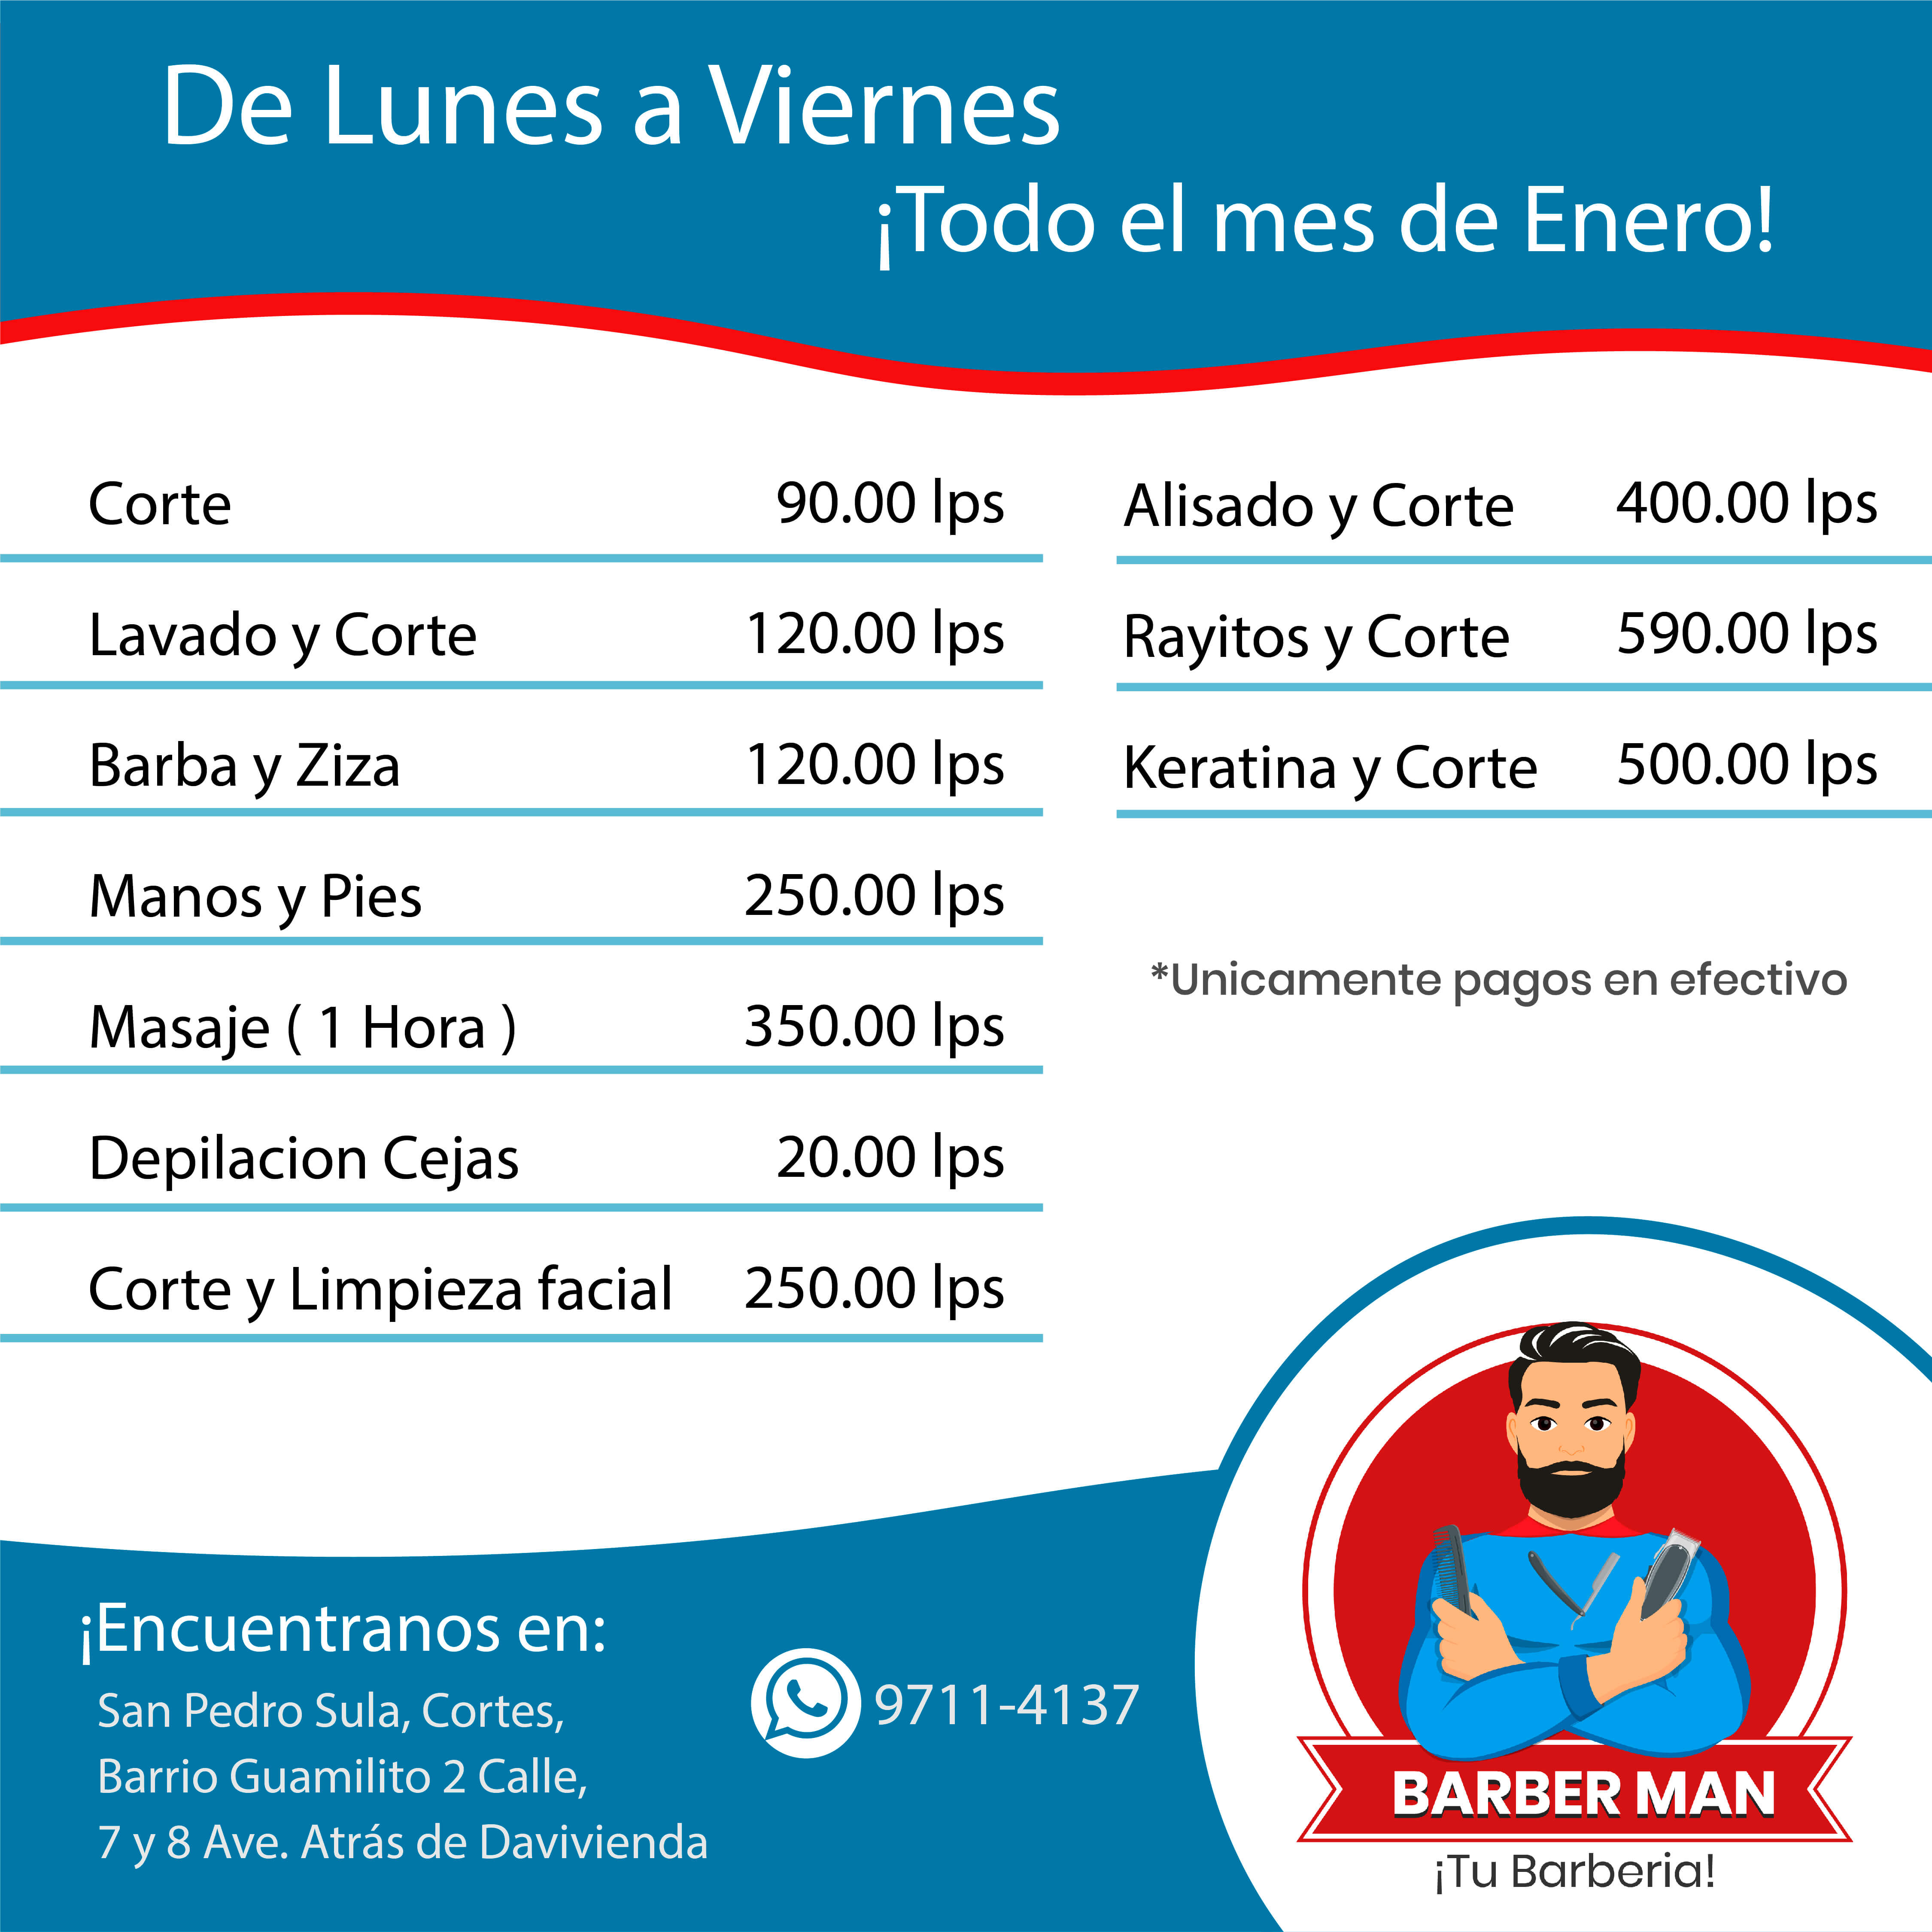 De Lunes a Viernes
¡Todo el mes de Enero!
Corte 90.00 lps
Lavado y Corte 120.00 lps
Barba y Ziza 120.00 lps
Manos y Pies 250.00 lps
Masaje ( 1 Hora ) 350.00 lps
Depilacion Cejas 20.00 lps
Corte y Limpieza facial 250.00 lps
Alisado y Corte 400.00 lps
Rayitos y Corte 590.00 lps
Keratina y Corte 500.00 lps
*Unicamente pagos en efectivo
¡Encuentranos en:
San Pedro Sula, Cortes,
Barrio Guamilito 2 Calle,
7 y 8 Ave. Atrás de Davivienda
9711-4137
BARBER MAN
¡Tu Barberia!